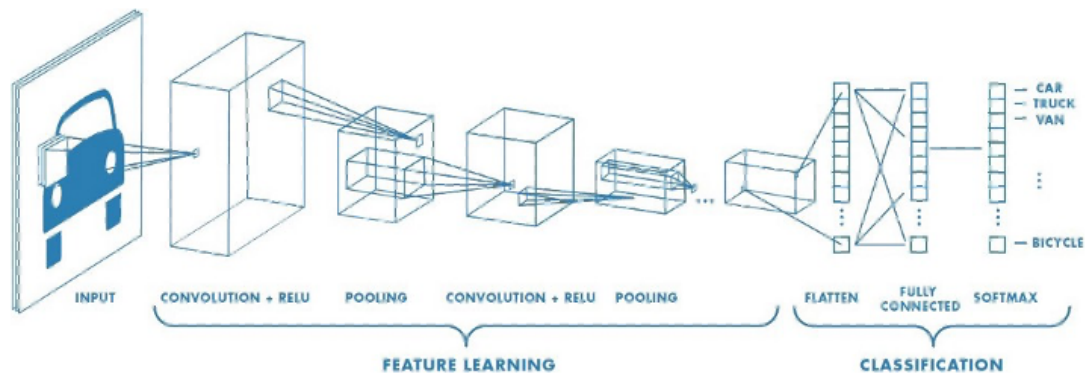 CAR
TRUCK
VAN
BICYCLE
INPUT
CONVOLUTION + RELU
POOLING
CONVOLUTION + RELU
POOLING
FLATTEN
FULLY
CONNECTED
SOFTMAX
FEATURE LEARNING
CLASSIFICATION